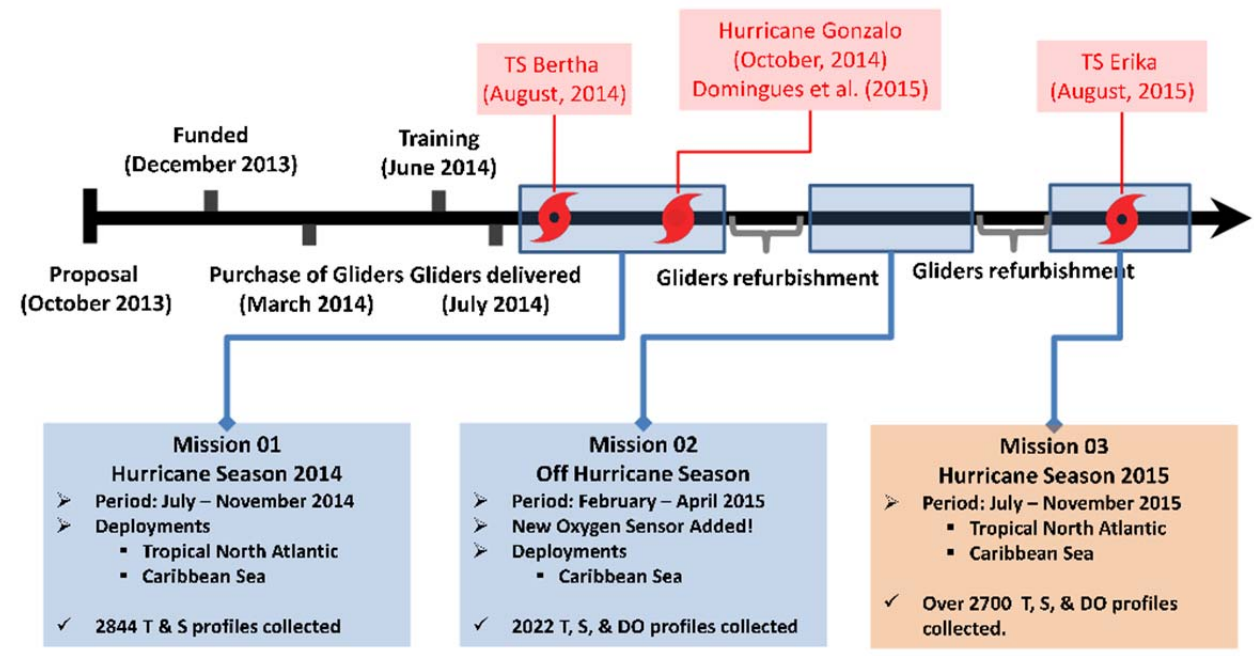 TS Bertha
(August, 2014)
Hurricane Gonzalo
(October, 2014)
Domingues et al. (2015)
TS Erika
(August, 2015)
Funded
(December 2013)
Training
(June 2014)
Proposal
(October 2013)
Purchase of Gliders
(March 2014)
Gliders delivered
(July 2014)
Gliders refurbishment
Gliders refurbishment
Mission 01
Hurricane Season 2014
➢ Period: July – November 2014
➢ Deployments
▪ Tropical North Atlantic
▪ Caribbean Sea
✓ 2844 T & S profiles collected
Mission 02
Off Hurricane Season
➢ Period: February – April 2015
➢ New Oxygen Sensor Added!
➢ Deployments
▪ Caribbean Sea
✓ 2022 T, S, & DO profiles collected
Mission 03
Hurricane Season 2015
➢ Period: July – November 2015
▪ Tropical North Atlantic
▪ Caribbean Sea
✓ Over 2700 T, S, & DO profiles
collected.